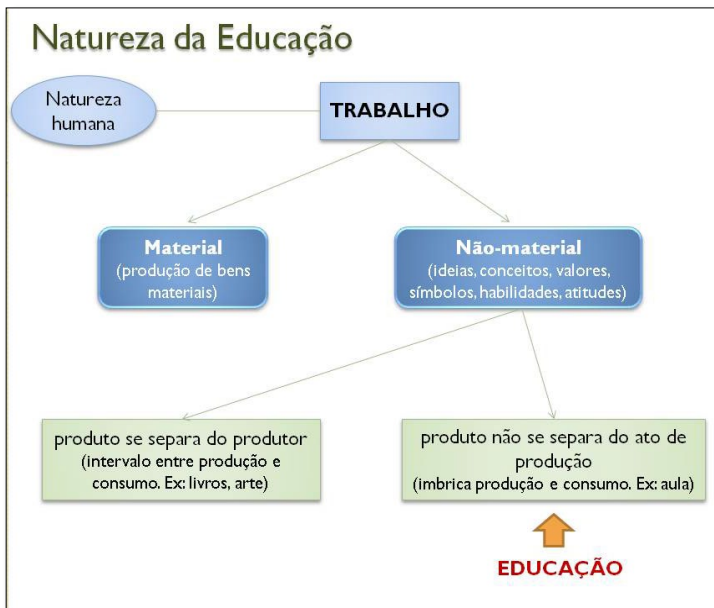 Natureza da Educação
Natureza
humana
TRABALHO
Material
(produção de bens
materiais)
Não-material
(ideias, conceitos, valores,
símbolos, habilidades, atitudes)
produto se separa do produtor
(intervalo entre produção e
consumo. Ex: livros, arte)
produto não se separa do ato de
produção
(imbrica produção e consumo. Ex: aula)
EDUCAÇÃO